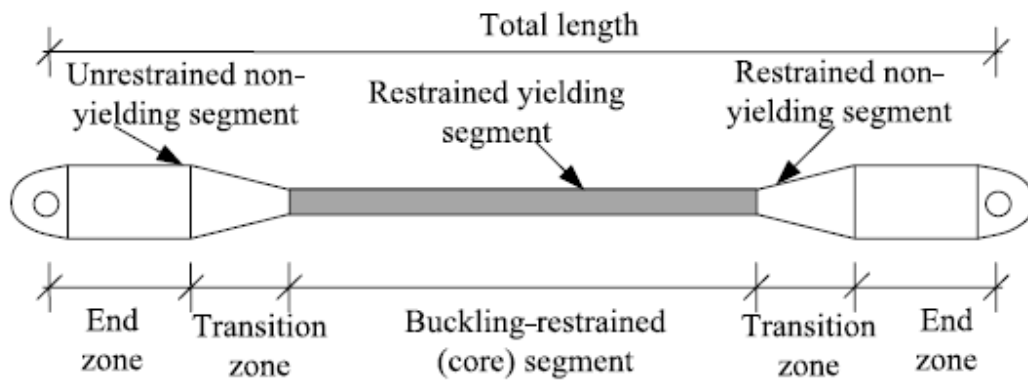 Total length
Unrestrained non-
yielding segment
Restrained yielding
segment
Restrained non-
yielding segment
End
zone
Transition
zone
Buckling-restrained
(core) segment
Transition
zone
End
zone